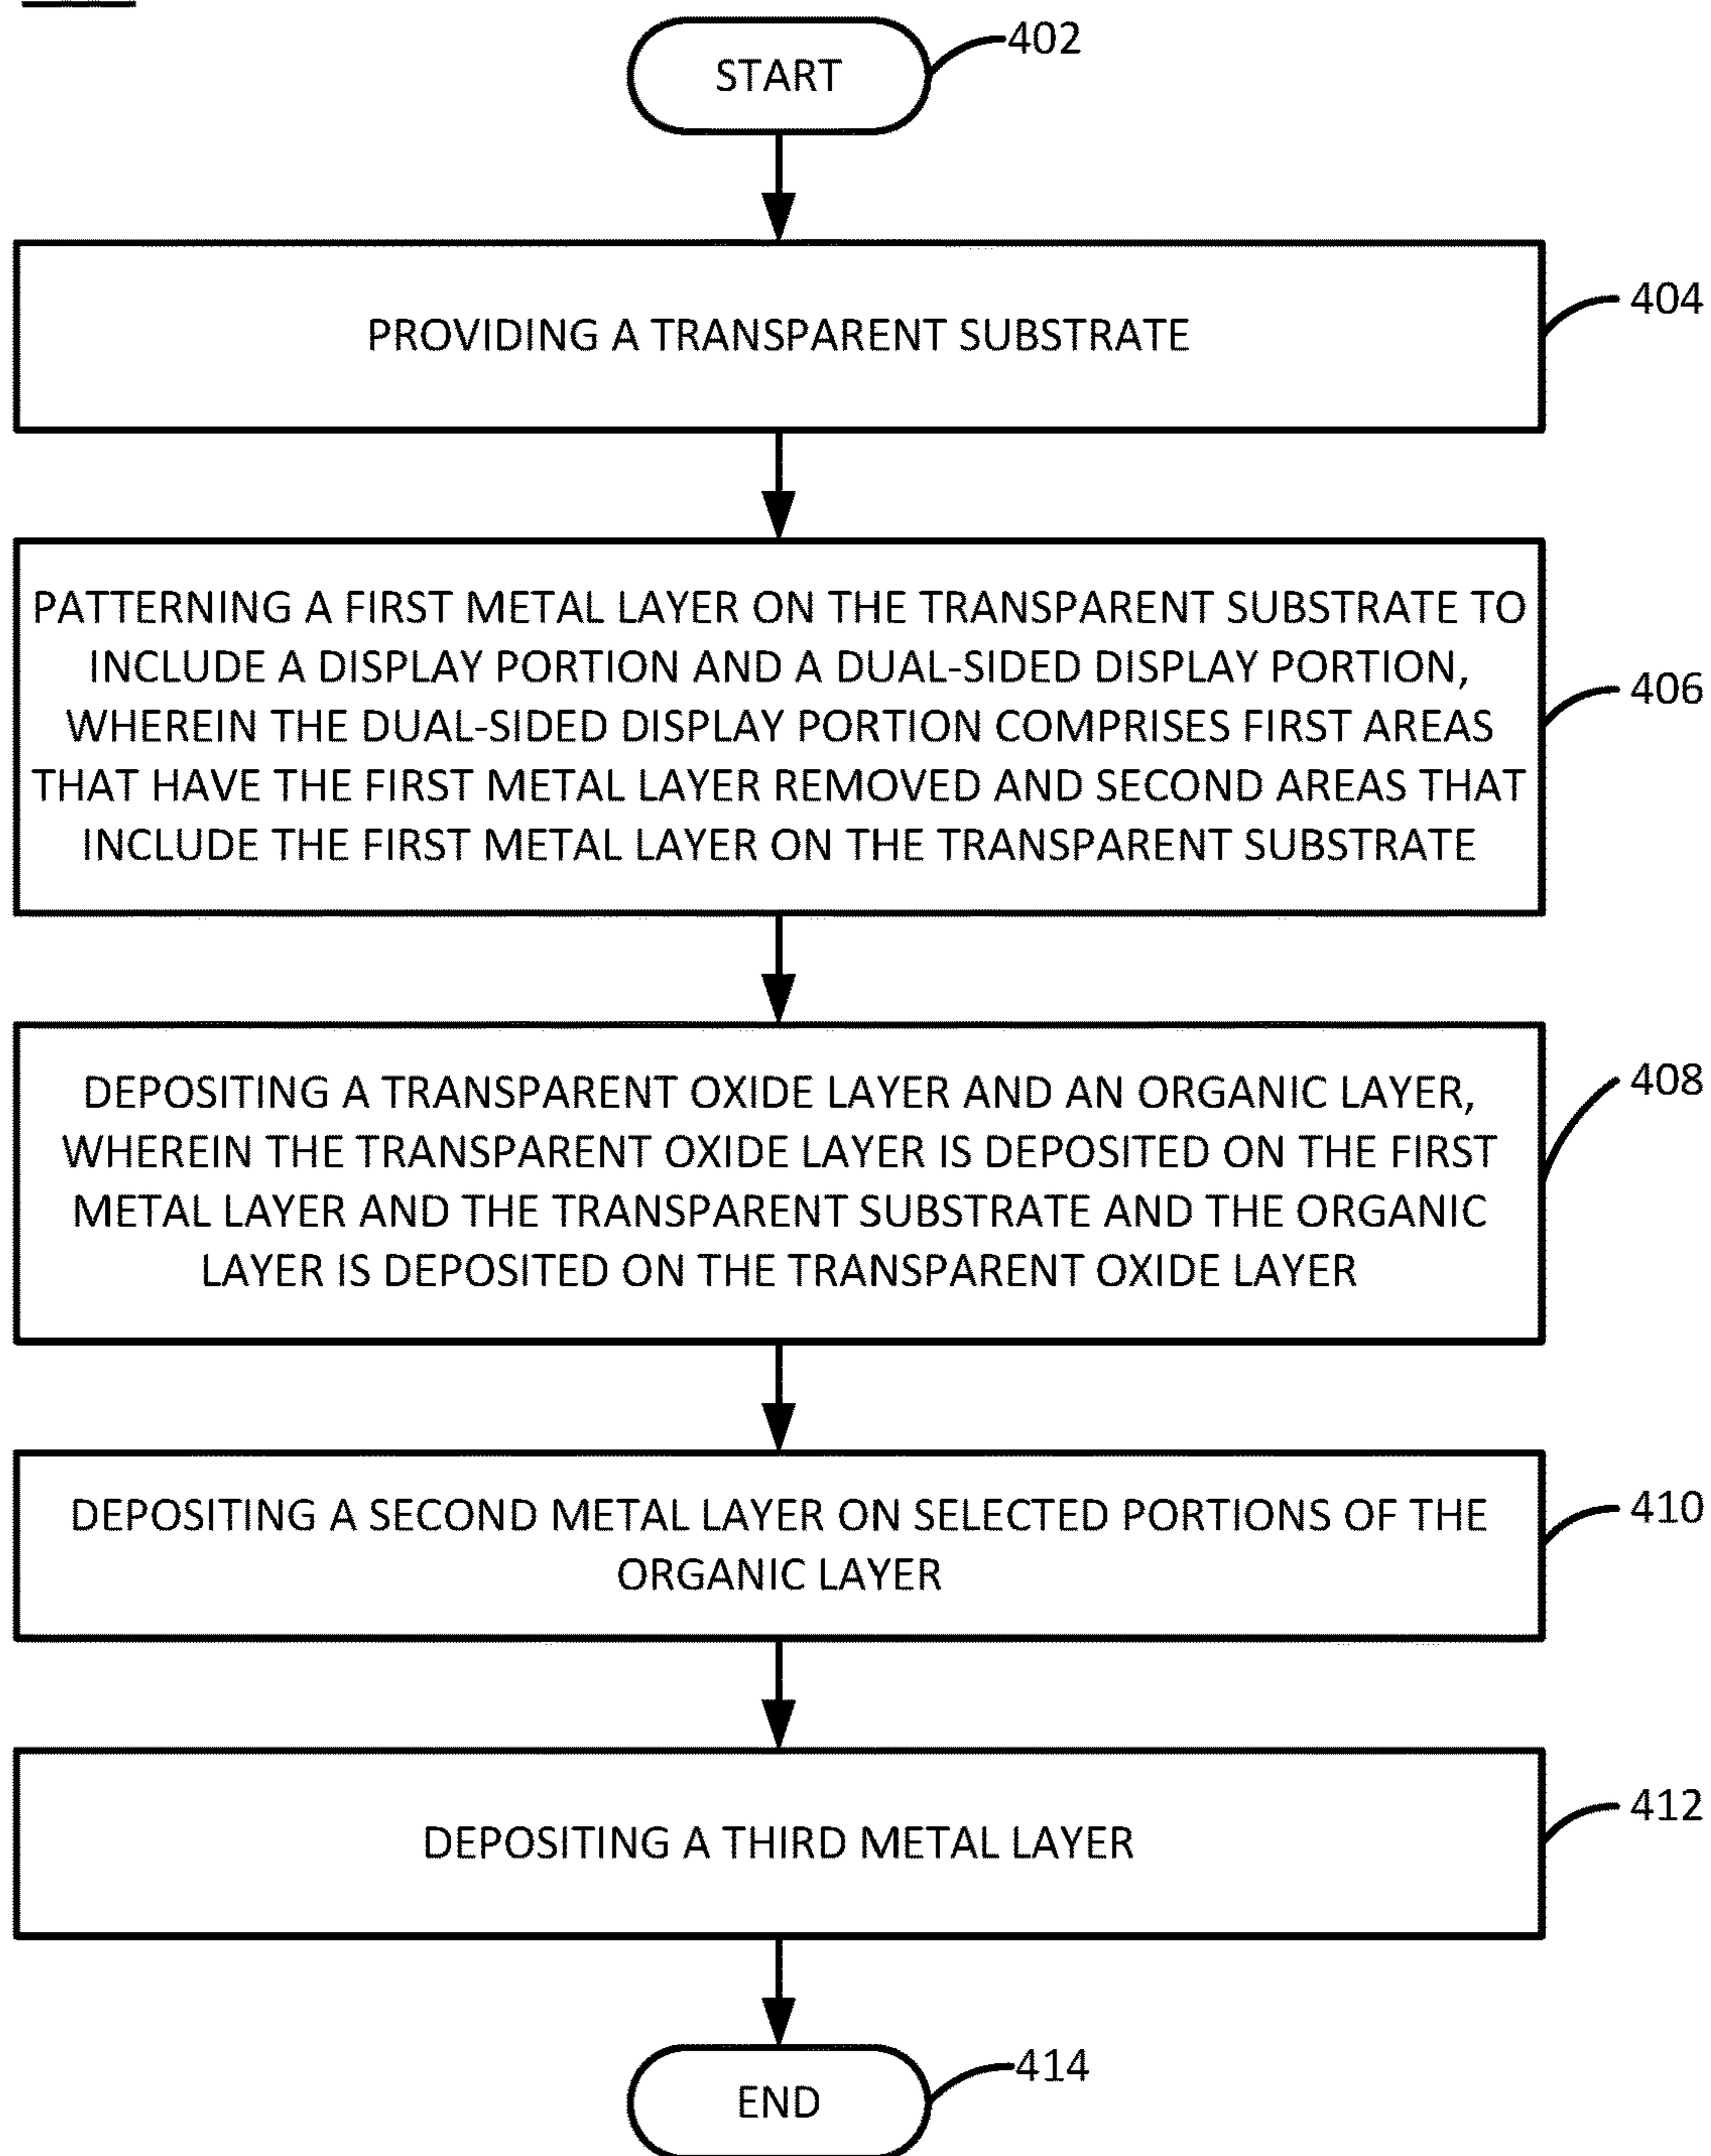 START
402
PROVIDING A TRANSPARENT SUBSTRATE
404
PATTERNING A FIRST METAL LAYER ON THE TRANSPARENT SUBSTRATE TO
INCLUDE A DISPLAY PORTION AND A DUAL-SIDED DISPLAY PORTION,
WHEREIN THE DUAL-SIDED DISPLAY PORTION COMPRISES FIRST AREAS
THAT HAVE THE FIRST METAL LAYER REMOVED AND SECOND AREAS THAT
INCLUDE THE FIRST METAL LAYER ON THE TRANSPARENT SUBSTRATE
406
DEPOSITING A TRANSPARENT OXIDE LAYER AND AN ORGANIC LAYER,
WHEREIN THE TRANSPARENT OXIDE LAYER IS DEPOSITED ON THE FIRST
METAL LAYER AND THE TRANSPARENT SUBSTRATE AND THE ORGANIC
LAYER IS DEPOSITED ON THE TRANSPARENT OXIDE LAYER
408
DEPOSITING A SECOND METAL LAYER ON SELECTED PORTIONS OF THE
ORGANIC LAYER
410
DEPOSITING A THIRD METAL LAYER
412
END
414